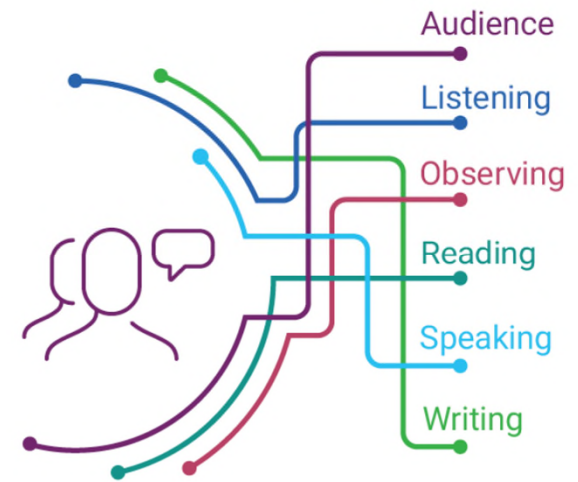 Audience
Listening
Observing
Reading
Speaking
Writing